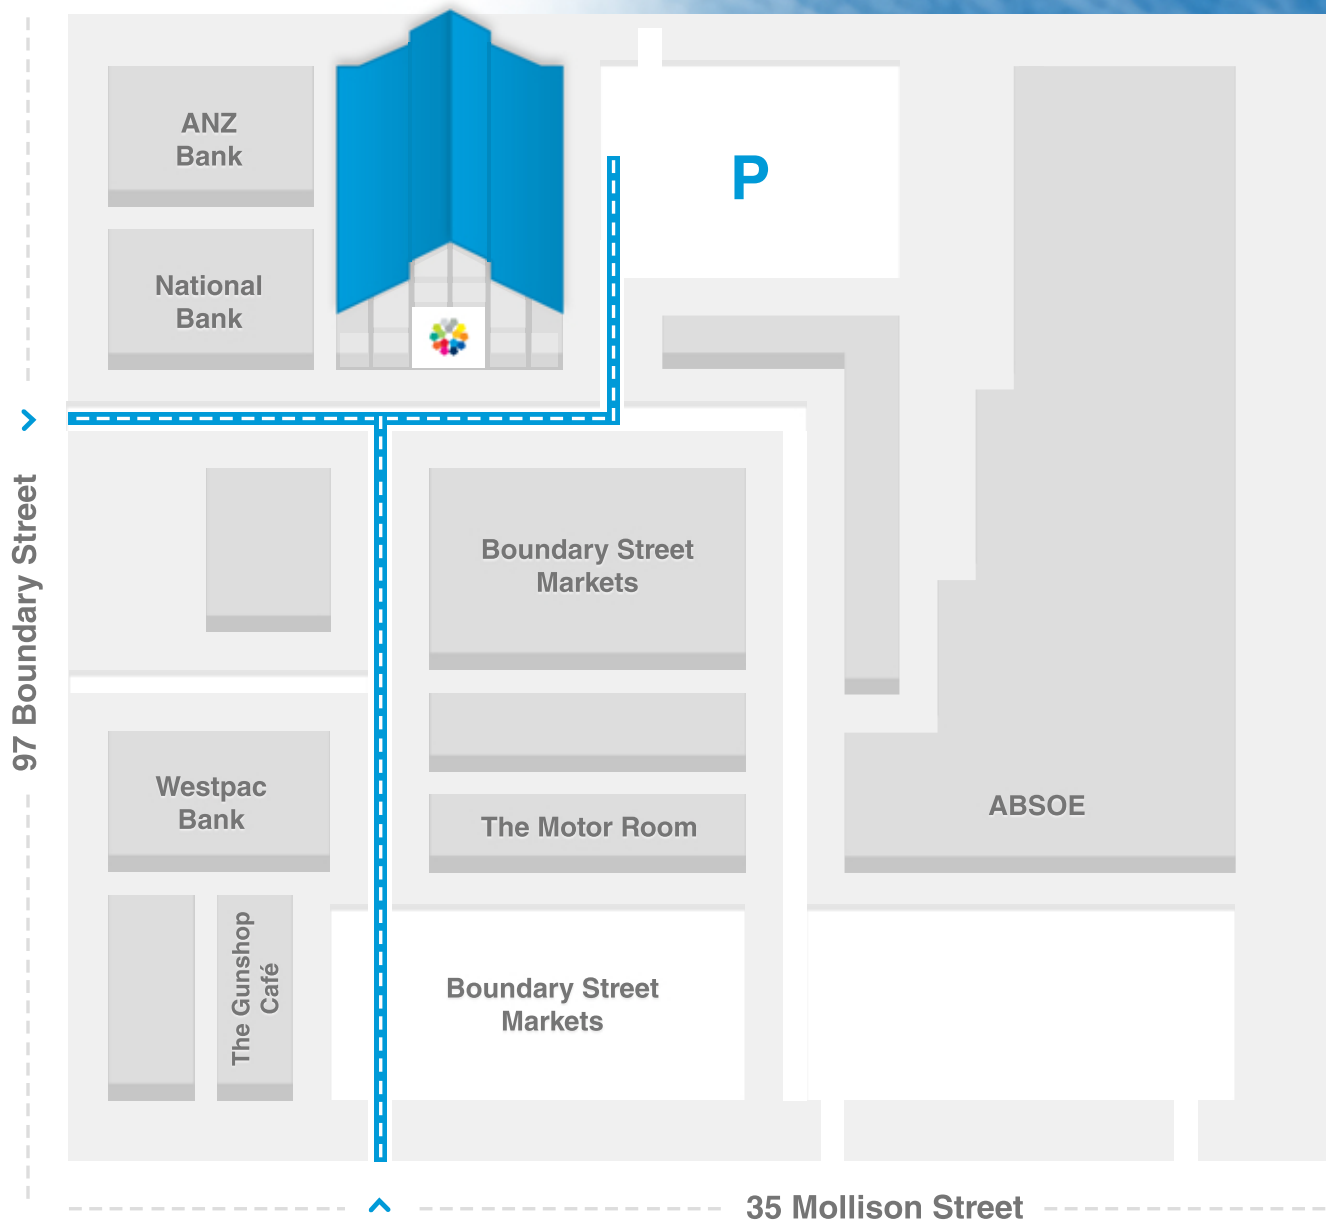 ANZ
Bank
P
National
Bank
97 Boundary Street
Boundary Street
Markets
Westpac
Bank
The Motor Room
ABSOE
The Gunshop
Café
Boundary Street
Markets
35 Mollison Street